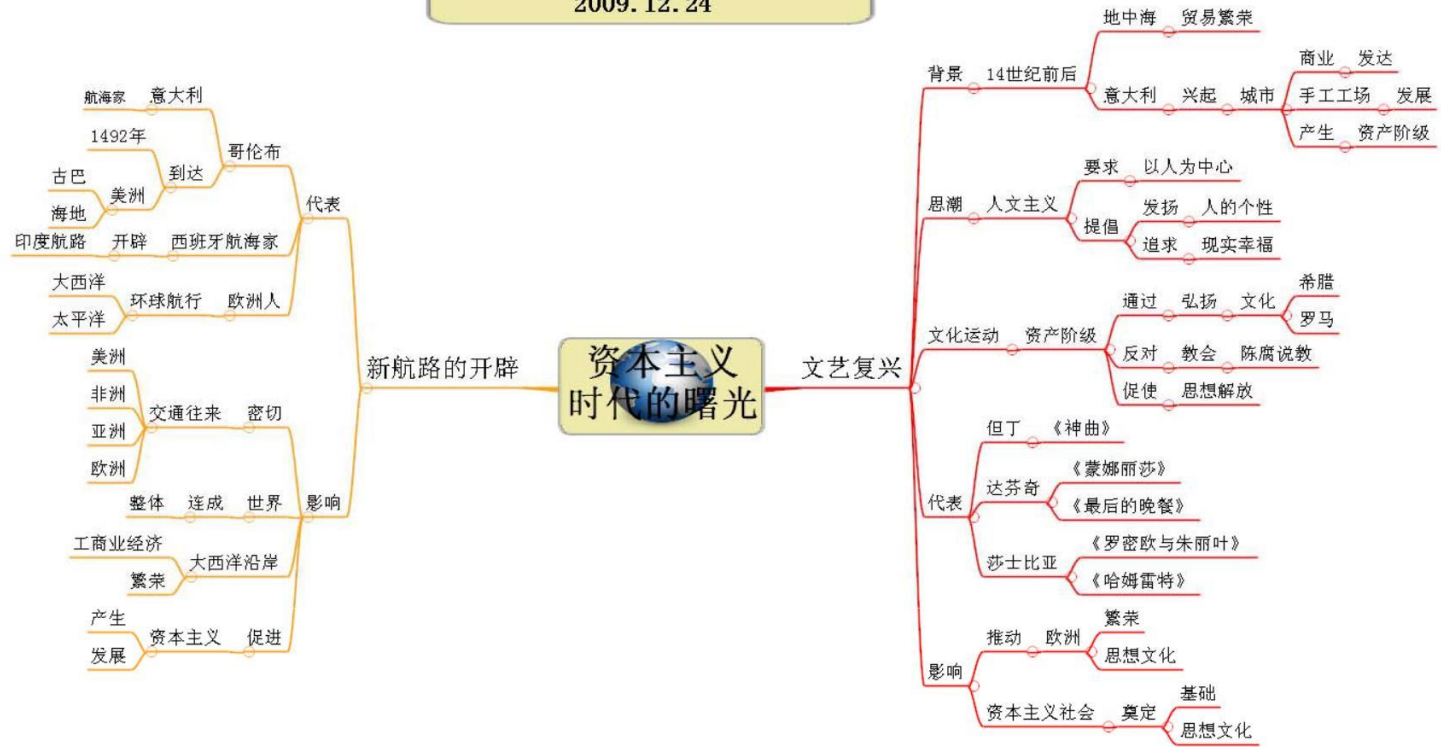 2009.12.24
资本主义
时代的曙光
文艺复兴
背景
14世纪前后
地中海
贸易繁荣
意大利
兴起
城市
商业
发达
手工工场
发展
产生
资产阶级
思潮
人文主义
要求
以人为中心
提倡
发扬
人的个性
追求
现实幸福
文化运动
资产阶级
通过
弘扬
文化
希腊
罗马
反对
教会
陈腐说教
促使
思想解放
代表
但丁
《神曲》
达芬奇
《蒙娜丽莎》
《最后的晚餐》
莎士比亚
《罗密欧与朱丽叶》
《哈姆雷特》
影响
推动
欧洲
繁荣
思想文化
资本主义社会
奠定
基础
思想文化
新航路的开辟
代表
哥伦布
意大利
航海家
到达
1492年
美洲
古巴
海地
西班牙航海家
开辟
印度航路
欧洲人
环球航行
大西洋
太平洋
影响
密切
交通往来
美洲
非洲
亚洲
欧洲
世界
连成
整体
大西洋沿岸
工商业经济
繁荣
促进
资本主义
产生
发展